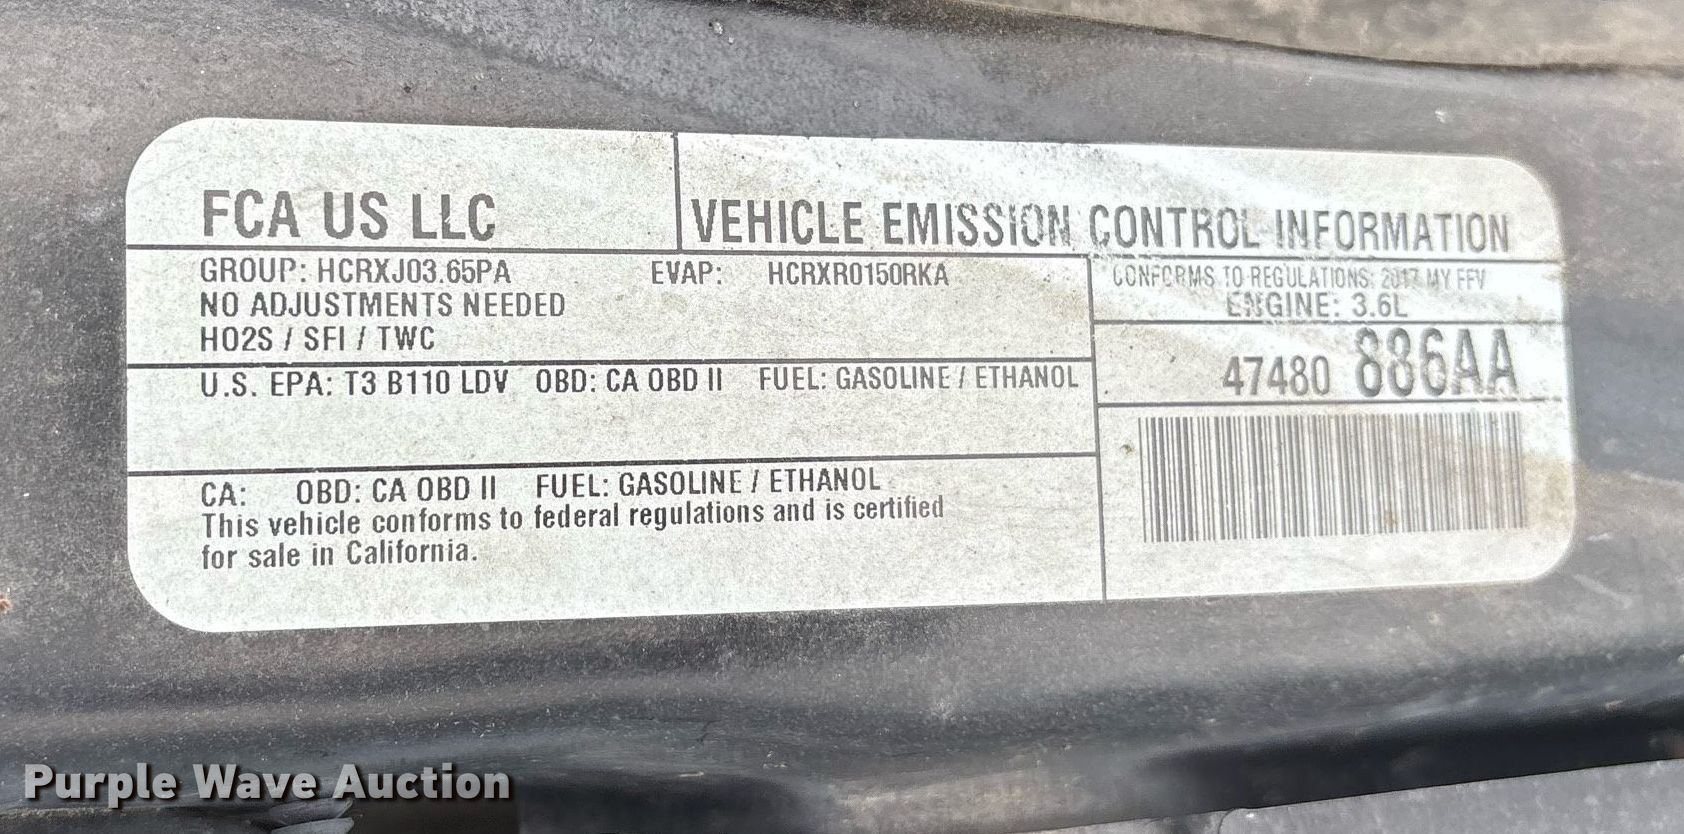 FCA US LLC
VEHICLE EMISSION CONTROL INFORMATION
GROUP: HCRXJ03.65PA EVAP: HCRXR0150RKA
NO ADJUSTMENTS NEEDED
HO2S / SFI / TWC
CONFORMS TO REGULATIONS: 2017 MY FFV
ENGINE: 3.6L
U.S. EPA: T3 B110 LDV OBD: CA OBD II FUEL: GASOLINE / ETHANOL
47480 886AA
CA: OBD: CA OBD II FUEL: GASOLINE / ETHANOL
This vehicle conforms to federal regulations and is certified
for sale in California.
Purple Wave Auction